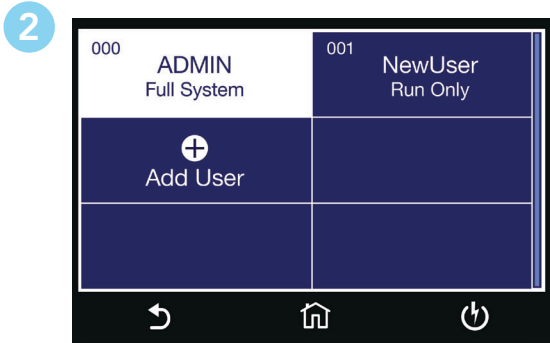 2
000
ADMIN
Full System
001
NewUser
Run Only
Add User